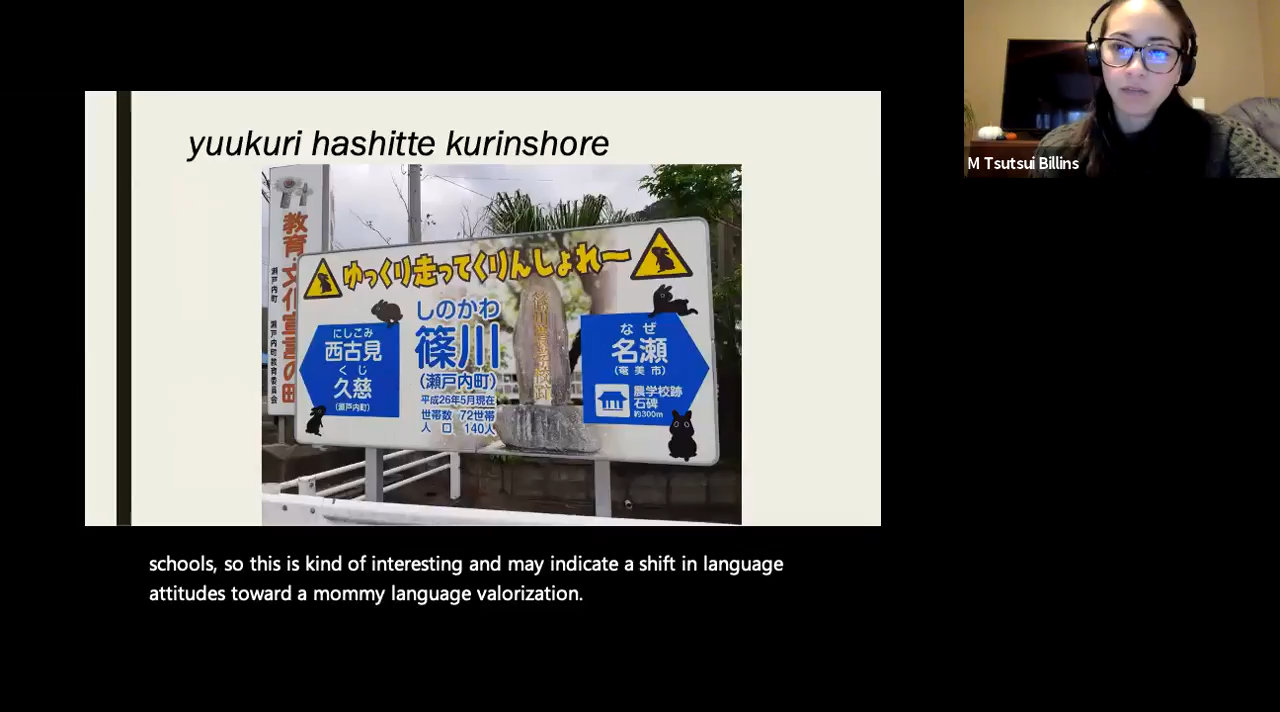 M Tsutsui Billins
yuukuri hashitte kurinshore
教育・文化宣言の町
瀬戸内町
瀬戸内町教育委員会
ゆっくり走ってくりんしょれ～
にしこみ
西古見
くじ
久慈
(瀬戸内町)
しのかわ
篠川
(瀬戸内町)
平成26年5月現在
世帯数 72世帯
人 口 140人
なぜ
名瀬
(奄美市)
農学校跡
石碑
約300m
schools, so this is kind of interesting and may indicate a shift in language
attitudes toward a mommy language valorization.